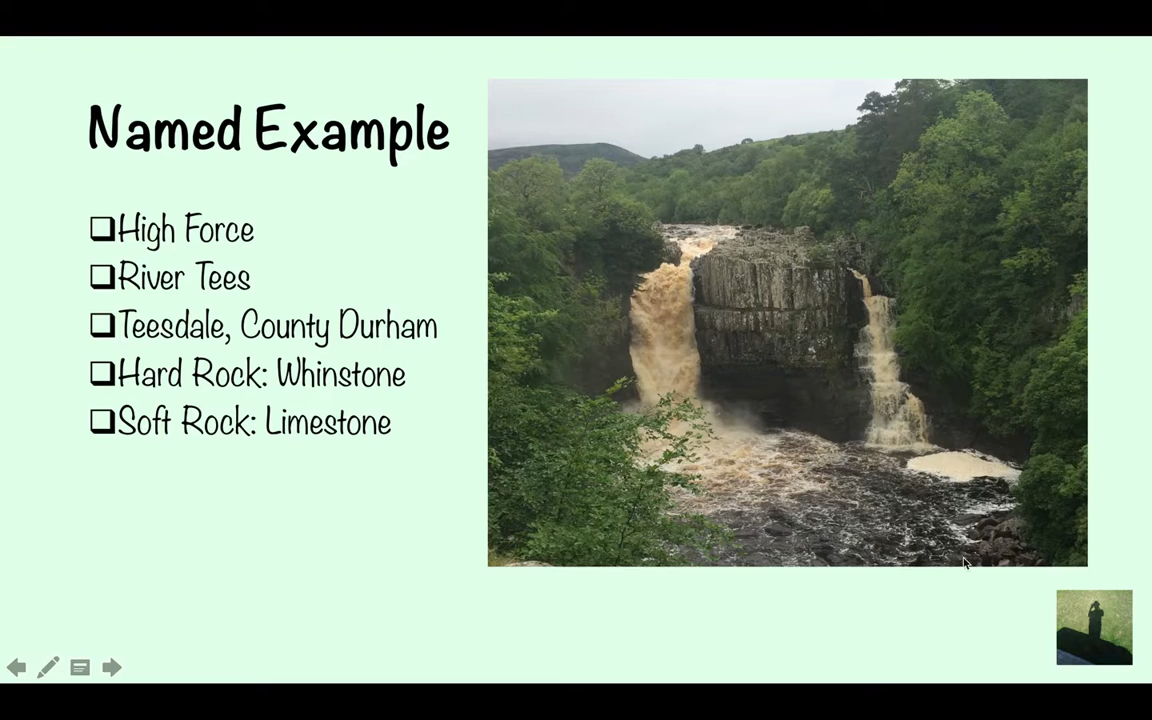 Named Example
High Force
River Tees
Teesdale, County Durham
Hard Rock: Whinstone
Soft Rock: Limestone